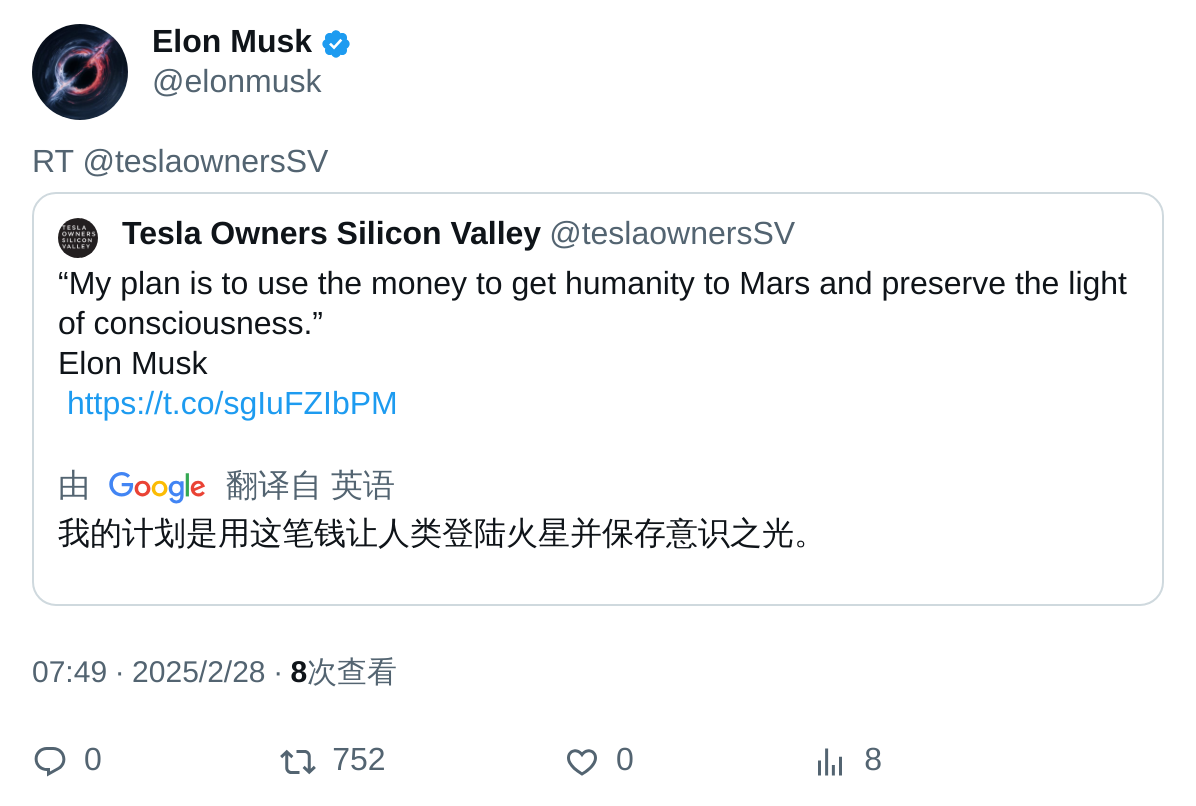 Elon Musk
@elonmusk
RT @teslaownersSV
TESLA
OWNERS
SILICON
VALLEY
Tesla Owners Silicon Valley @teslaownersSV
“My plan is to use the money to get humanity to Mars and preserve the light
of consciousness.”
Elon Musk
https://t.co/sgIuFZIbPM
由 Google 翻译自 英语
我的计划是用这笔钱让人类登陆火星并保存意识之光。
07:49 · 2025/2/28 · 8次查看
0 752 0 8